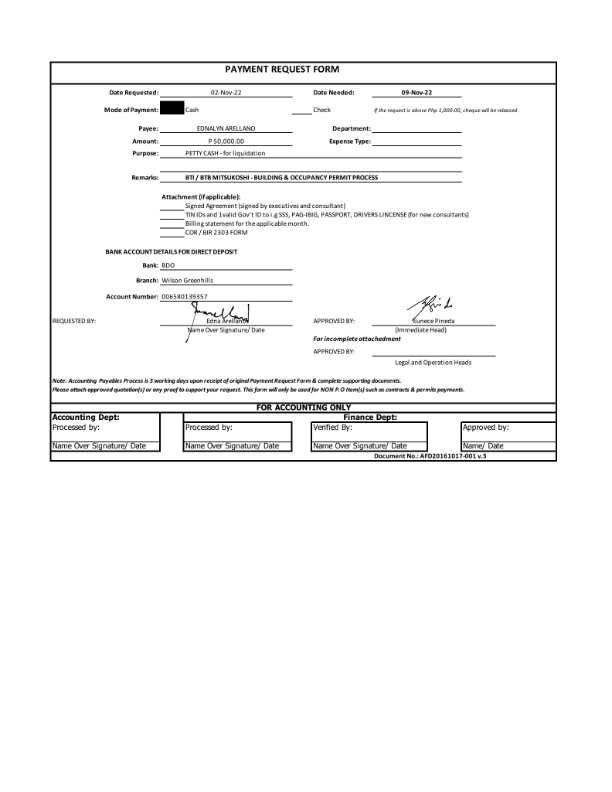 PAYMENT REQUEST FORM
Date Requested: 02-Nov-22 Date Needed: 09-Nov-22
Mode of Payment: Cash Check If the request is above Php 1,000.00, cheque will be released.
Payee: EDNALYN ARELLANO Department:
Amount: P 50,000.00 Expense Type:
Purpose: PETTY CASH - for liquidation
Remarks: BTI / BTB MITSUKOSHI - BUILDING & OCCUPANCY PERMIT PROCESS
Attachment (if applicable):
Signed Agreement (signed by executives and consultant)
TIN IDs and 1valid Gov't ID to i.g SSS, PAG-IBIG, PASSPORT, DRIVERS LINCENSE (for new consultants)
Billing statement for the applicable month.
COR / BIR 2303 FORM
BANK ACCOUNT DETAILS FOR DIRECT DEPOSIT
Bank: BDO
Branch: Wilson Greenhills
Account Number: 006580139357
REQUESTED BY: Edna Arellano APPROVED BY: Eunece Pineda
Name Over Signature/ Date (Immediate Head)
For incomplete attachedment
APPROVED BY:
Legal and Operation Heads
Note: Accounting Payables Process is 3 working days upon receipt of original Payment Request Form & complete supporting documents.
Please attach approved quotation(s) or any proof to support your request. This form will only be used for NON P.O Item(s) such as contracts & permits payments.
FOR ACCOUNTING ONLY
Accounting Dept: Finance Dept:
Processed by: Processed by: Verified By: Approved by:
Name Over Signature/ Date Name Over Signature/ Date Name Over Signature/ Date Name/ Date
Document No.: AFD20161017-001 v.3